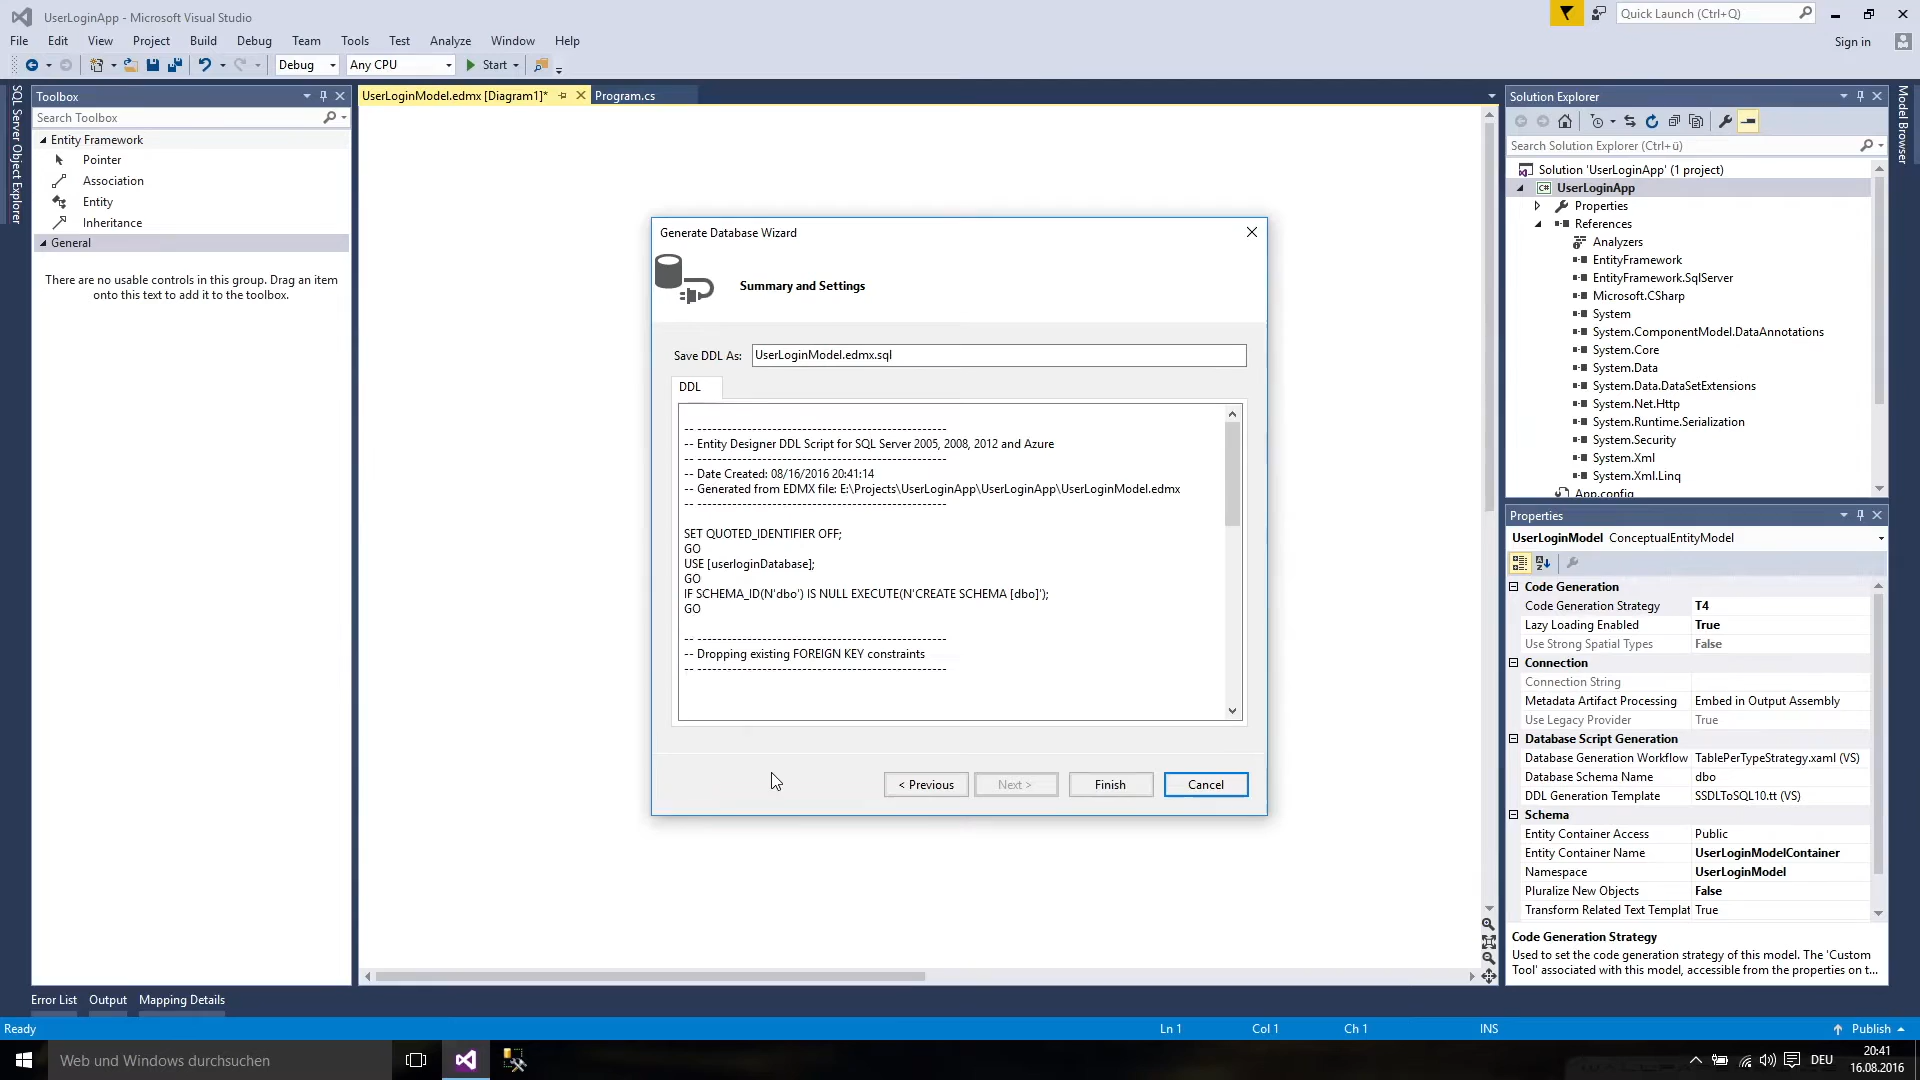 UserLoginApp - Microsoft Visual Studio
Quick Launch (Ctrl+Q)
File Edit View Project Build Debug Team Tools Test Analyze Window Help
Sign in
Debug Any CPU Start
SQL Server Object Explorer
Toolbox
Search Toolbox
Entity Framework
Pointer
Association
Entity
Inheritance
General
There are no usable controls in this group. Drag an item
onto this text to add it to the toolbox.
UserLoginModel.edmx [Diagram1]*
Program.cs
Generate Database Wizard
Summary and Settings
Save DDL As: UserLoginModel.edmx.sql
DDL
-- --------------------------------------------------
-- Entity Designer DDL Script for SQL Server 2005, 2008, 2012 and Azure
-- --------------------------------------------------
-- Date Created: 08/16/2016 20:41:14
-- Generated from EDMX file: E:\Projects\UserLoginApp\UserLoginApp\UserLoginModel.edmx
-- --------------------------------------------------
SET QUOTED_IDENTIFIER OFF;
GO
USE [userloginDatabase];
GO
IF SCHEMA_ID(N'dbo') IS NULL EXECUTE(N'CREATE SCHEMA [dbo]');
GO
-- --------------------------------------------------
-- Dropping existing FOREIGN KEY constraints
-- --------------------------------------------------
< Previous Next > Finish Cancel
Solution Explorer
Search Solution Explorer (Ctrl+ü)
Solution 'UserLoginApp' (1 project)
C# UserLoginApp
Properties
References
Analyzers
EntityFramework
EntityFramework.SqlServer
Microsoft.CSharp
System
System.ComponentModel.DataAnnotations
System.Core
System.Data
System.Data.DataSetExtensions
System.Net.Http
System.Runtime.Serialization
System.Security
System.Xml
System.Xml.Linq
App.config
Model Browser
Properties
UserLoginModel ConceptualEntityModel
Code Generation
Code Generation Strategy T4
Lazy Loading Enabled True
Use Strong Spatial Types False
Connection
Connection String
Metadata Artifact Processing Embed in Output Assembly
Use Legacy Provider True
Database Script Generation
Database Generation Workflow TablePerTypeStrategy.xaml (VS)
Database Schema Name dbo
DDL Generation Template SSDLToSQL10.tt (VS)
Schema
Entity Container Access Public
Entity Container Name UserLoginModelContainer
Namespace UserLoginModel
Pluralize New Objects False
Transform Related Text Templat True
Code Generation Strategy
Used to set the code generation strategy of this model. The 'Custom
Tool' associated with this model, accessible from the properties on t...
Error List Output Mapping Details
Ready Ln 1 Col 1 Ch 1 INS Publish
Web und Windows durchsuchen
DEU
20:41
16.08.2016